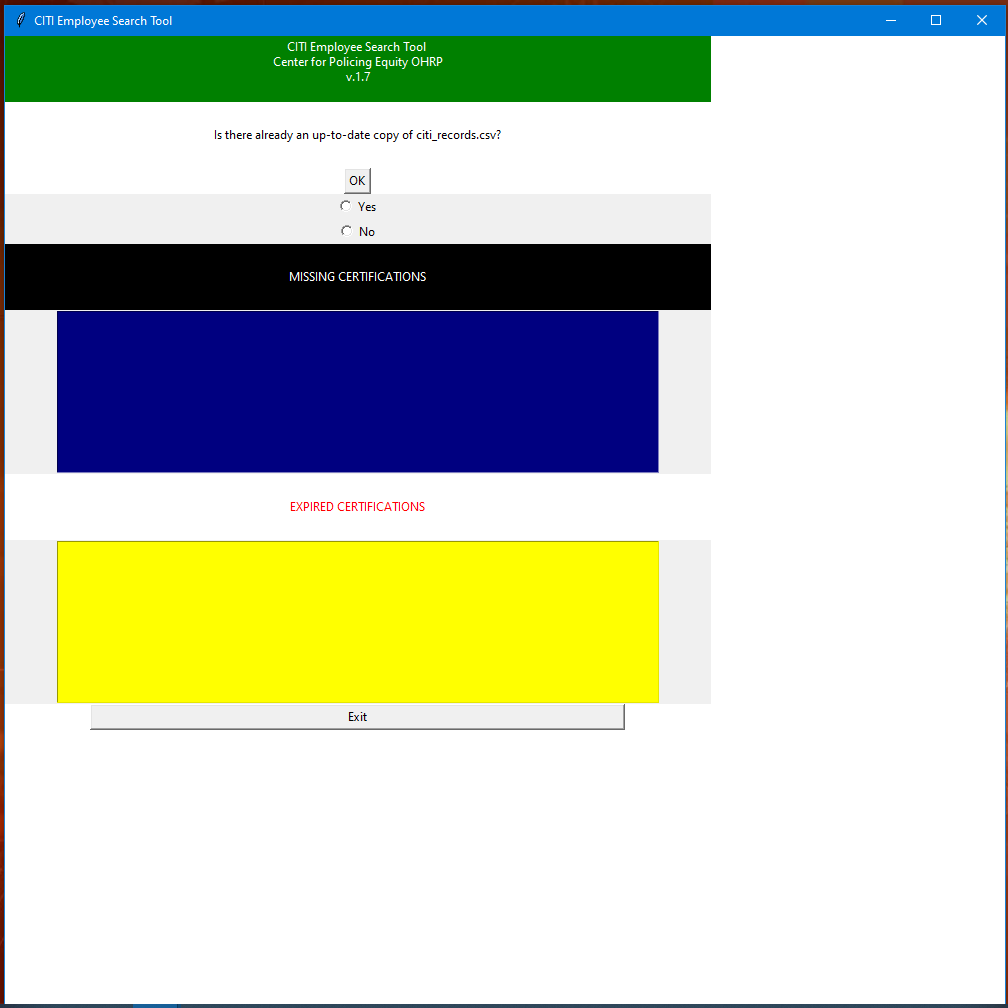 CITI Employee Search Tool
CITI Employee Search Tool
Center for Policing Equity OHRP
v.1.7
Is there already an up-to-date copy of citi_records.csv?
OK
Yes
No
MISSING CERTIFICATIONS
EXPIRED CERTIFICATIONS
Exit